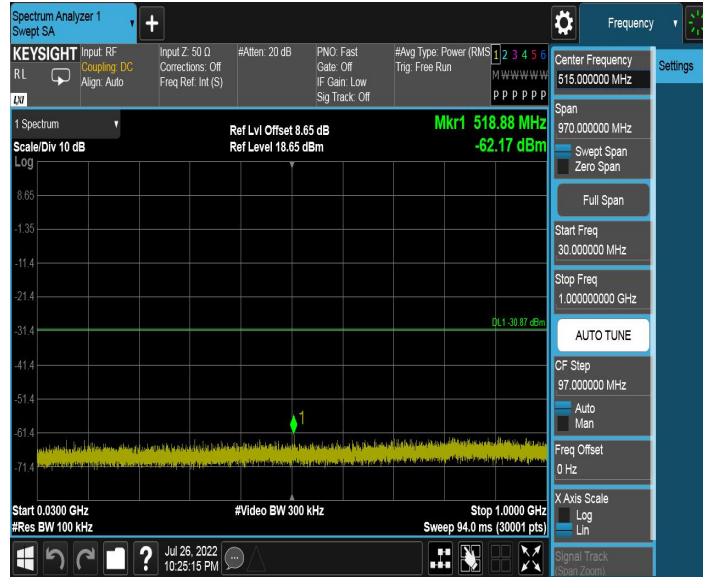 Spectrum Analyzer 1
Swept SA
+
Frequency
KEYSIGHT
R L
LXI
Input: RF
Coupling: DC
Align: Auto
Input Z: 50 Ω
Corrections: Off
Freq Ref: Int (S)
#Atten: 20 dB
PNO: Fast
Gate: Off
IF Gain: Low
Sig Track: Off
#Avg Type: Power (RMS
Trig: Free Run
1 2 3 4 5 6
M W W W W W
P P P P P P
Center Frequency
515.000000 MHz
Settings
Span
970.000000 MHz
Swept Span
Zero Span
Full Span
Start Freq
30.000000 MHz
Stop Freq
1.000000000 GHz
AUTO TUNE
CF Step
97.000000 MHz
Auto
Man
Freq Offset
0 Hz
X Axis Scale
Log
Lin
Signal Track
(Span Zoom)
1 Spectrum
Scale/Div 10 dB
Log
Ref Lvl Offset 8.65 dB
Ref Level 18.65 dBm
Mkr1 518.88 MHz
-62.17 dBm
8.65
-1.35
-11.4
-21.4
-31.4
DL1 -30.87 dBm
-41.4
-51.4
1
-61.4
-71.4
Start 0.0300 GHz
#Res BW 100 kHz
#Video BW 300 kHz
Stop 1.0000 GHz
Sweep 94.0 ms (30001 pts)
?
Jul 26, 2022
10:25:15 PM